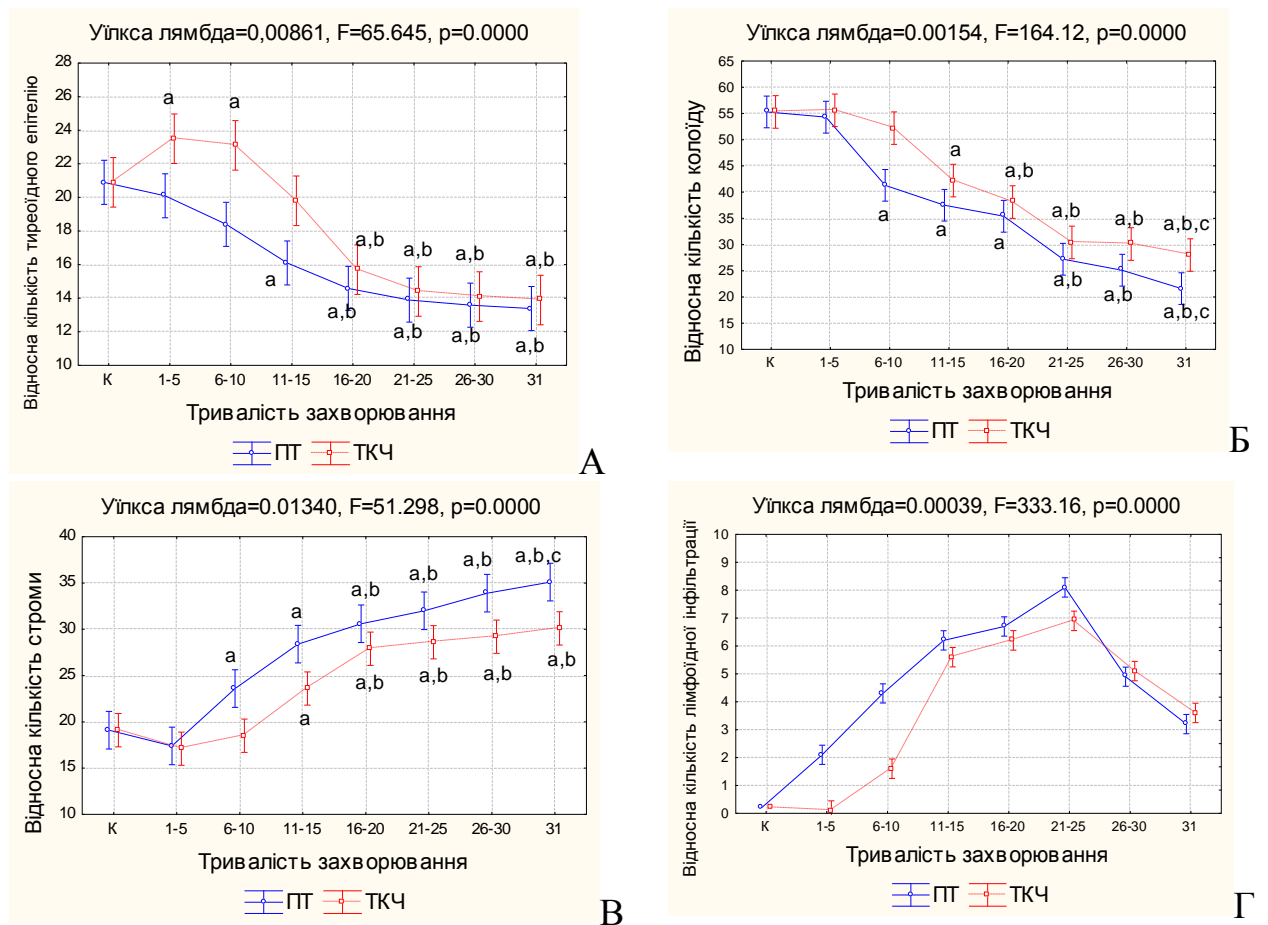 Уїлкса лямбда=0,00861, F=65.645, p=0.0000
Відносна кількість тиреоїдного епітелію
28
26
24
22
20
18
16
14
12
10
a
a
a
a,b
a,b
a,b
a,b
a,b
a,b
a,b
a,b
К 1-5 6-10 11-15 16-20 21-25 26-30 31
Тривалість захворювання
ПТ ТКЧ
А
Уїлкса лямбда=0.00154, F=164.12, p=0.0000
Відносна кількість колоїду
65
60
55
50
45
40
35
30
25
20
15
10
a
a,b
a,b
a,b
a,b,c
a
a
a
a,b
a,b
a,b,c
К 1-5 6-10 11-15 16-20 21-25 26-30 31
Тривалість захворювання
ПТ ТКЧ
Б
Уїлкса лямбда=0.01340, F=51.298, p=0.0000
Відносна кількість строми
40
35
30
25
20
15
10
a
a
a,b
a,b
a,b
a,b,c
a
a,b
a,b
a,b
a,b
К 1-5 6-10 11-15 16-20 21-25 26-30 31
Тривалість захворювання
ПТ ТКЧ
В
Уїлкса лямбда=0.00039, F=333.16, p=0.0000
Відносна кількість лімфоїдної інфільтрації
10
9
8
7
6
5
4
3
2
1
0
К 1-5 6-10 11-15 16-20 21-25 26-30 31
Тривалість захворювання
ПТ ТКЧ
Г